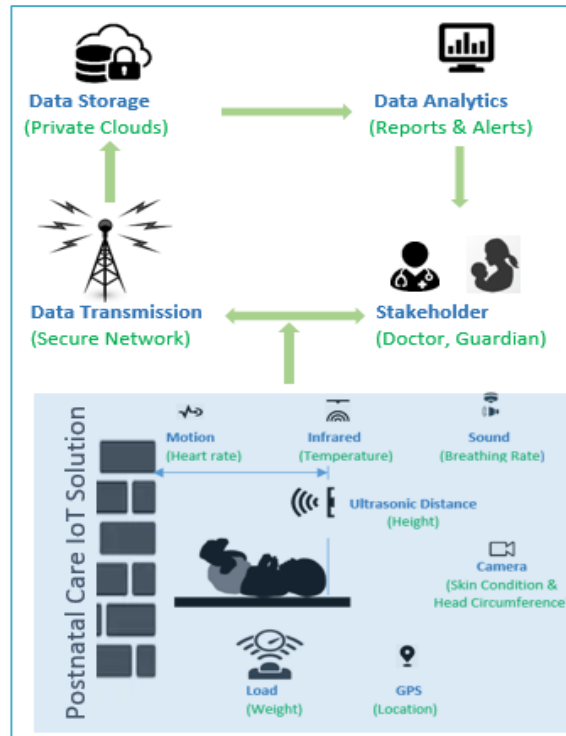 Data Storage
(Private Clouds)
Data Analytics
(Reports & Alerts)
Data Transmission
(Secure Network)
Stakeholder
(Doctor, Guardian)
Postnatal Care IoT Solution
Motion
(Heart rate)
Infrared
(Temperature)
Sound
(Breathing Rate)
Ultrasonic Distance
(Height)
Camera
(Skin Condition &
Head Circumference
Load
(Weight)
GPS
(Location)